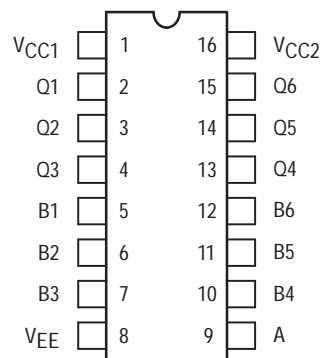 VCC1 1 16 VCC2
Q1 2 15 Q6
Q2 3 14 Q5
Q3 4 13 Q4
B1 5 12 B6
B2 6 11 B5
B3 7 10 B4
VEE 8 9 A